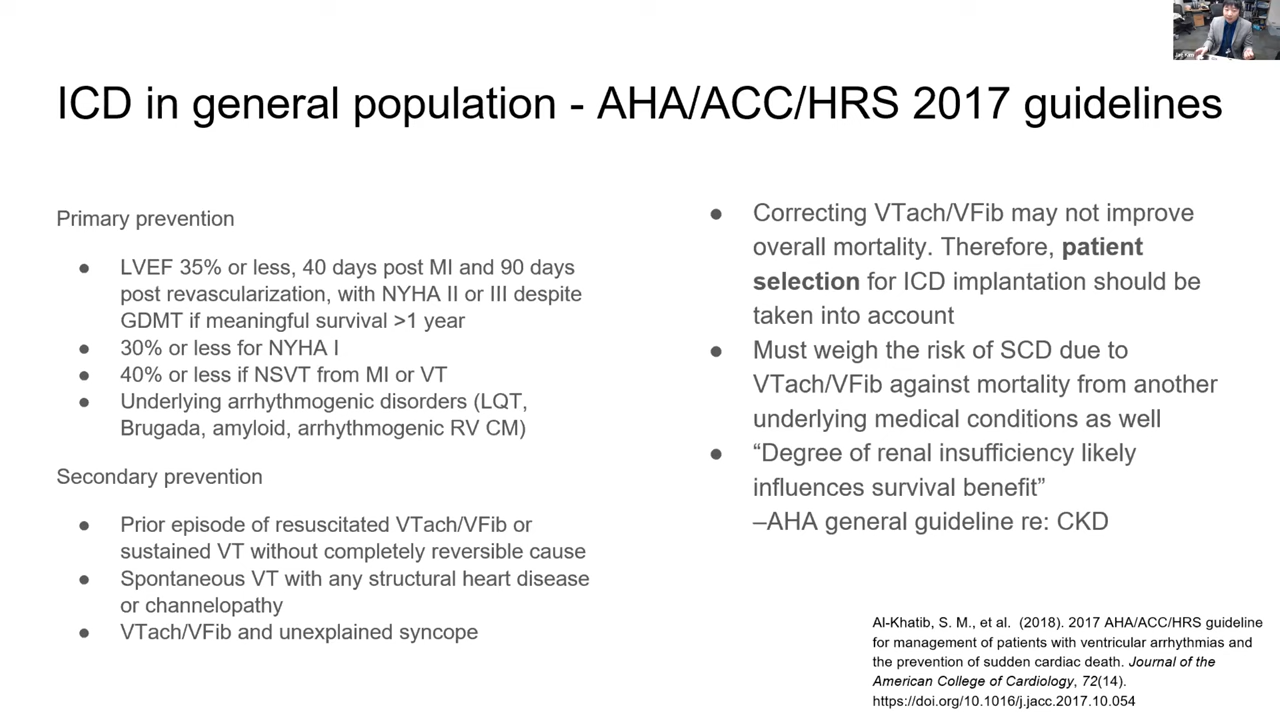 ICD in general population - AHA/ACC/HRS 2017 guidelines
Primary prevention
● LVEF 35% or less, 40 days post MI and 90 days
post revascularization, with NYHA II or III despite
GDMT if meaningful survival >1 year
● 30% or less for NYHA I
● 40% or less if NSVT from MI or VT
● Underlying arrhythmogenic disorders (LQT,
Brugada, amyloid, arrhythmogenic RV CM)
Secondary prevention
● Prior episode of resuscitated VTach/VFib or
sustained VT without completely reversible cause
● Spontaneous VT with any structural heart disease
or channelopathy
● VTach/VFib and unexplained syncope
● Correcting VTach/VFib may not improve
overall mortality. Therefore, patient
selection for ICD implantation should be
taken into account
● Must weigh the risk of SCD due to
VTach/VFib against mortality from another
underlying medical conditions as well
● “Degree of renal insufficiency likely
influences survival benefit”
–AHA general guideline re: CKD
Al-Khatib, S. M., et al. (2018). 2017 AHA/ACC/HRS guideline
for management of patients with ventricular arrhythmias and
the prevention of sudden cardiac death. Journal of the
American College of Cardiology, 72(14).
https://doi.org/10.1016/j.jacc.2017.10.054